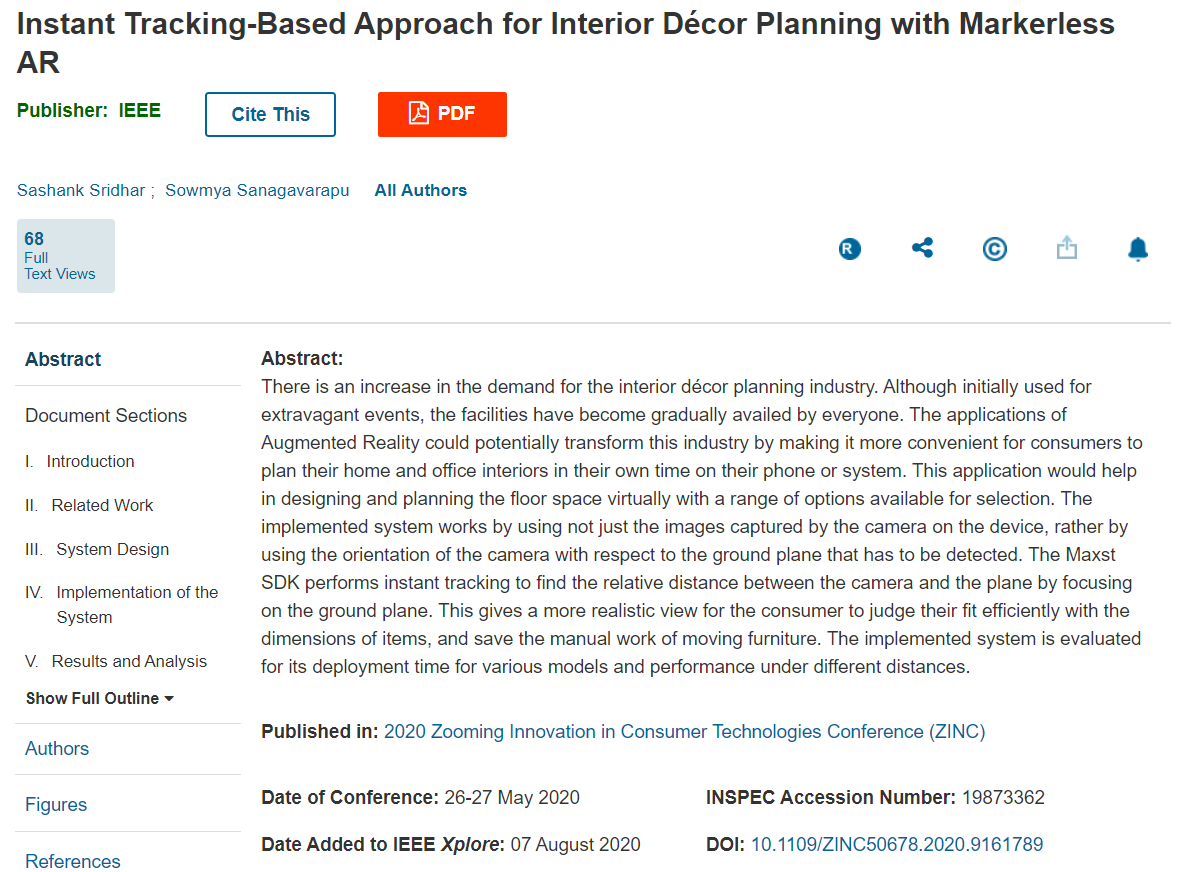 Instant Tracking-Based Approach for Interior Décor Planning with Markerless
AR
Publisher: IEEE
Cite This
PDF
Sashank Sridhar ; Sowmya Sanagavarapu All Authors
68
Full
Text Views
R
C
Abstract
Document Sections
I. Introduction
II. Related Work
III. System Design
IV. Implementation of the
System
V. Results and Analysis
Show Full Outline
Authors
Figures
References
Abstract:
There is an increase in the demand for the interior décor planning industry. Although initially used for
extravagant events, the facilities have become gradually availed by everyone. The applications of
Augmented Reality could potentially transform this industry by making it more convenient for consumers to
plan their home and office interiors in their own time on their phone or system. This application would help
in designing and planning the floor space virtually with a range of options available for selection. The
implemented system works by using not just the images captured by the camera on the device, rather by
using the orientation of the camera with respect to the ground plane that has to be detected. The Maxst
SDK performs instant tracking to find the relative distance between the camera and the plane by focusing
on the ground plane. This gives a more realistic view for the consumer to judge their fit efficiently with the
dimensions of items, and save the manual work of moving furniture. The implemented system is evaluated
for its deployment time for various models and performance under different distances.
Published in: 2020 Zooming Innovation in Consumer Technologies Conference (ZINC)
Date of Conference: 26-27 May 2020
INSPEC Accession Number: 19873362
Date Added to IEEE Xplore: 07 August 2020
DOI: 10.1109/ZINC50678.2020.9161789